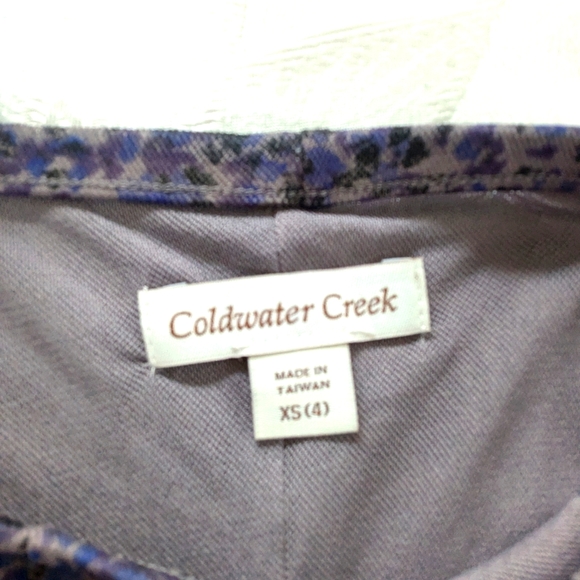 Coldwater Creek
MADE IN
TAIWAN
XS(4)